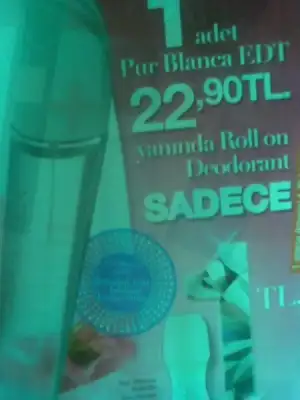 1 adet
Pur Blanca EDT
22,90TL.
yanında Roll on
Deodorant
SADECE
TL.